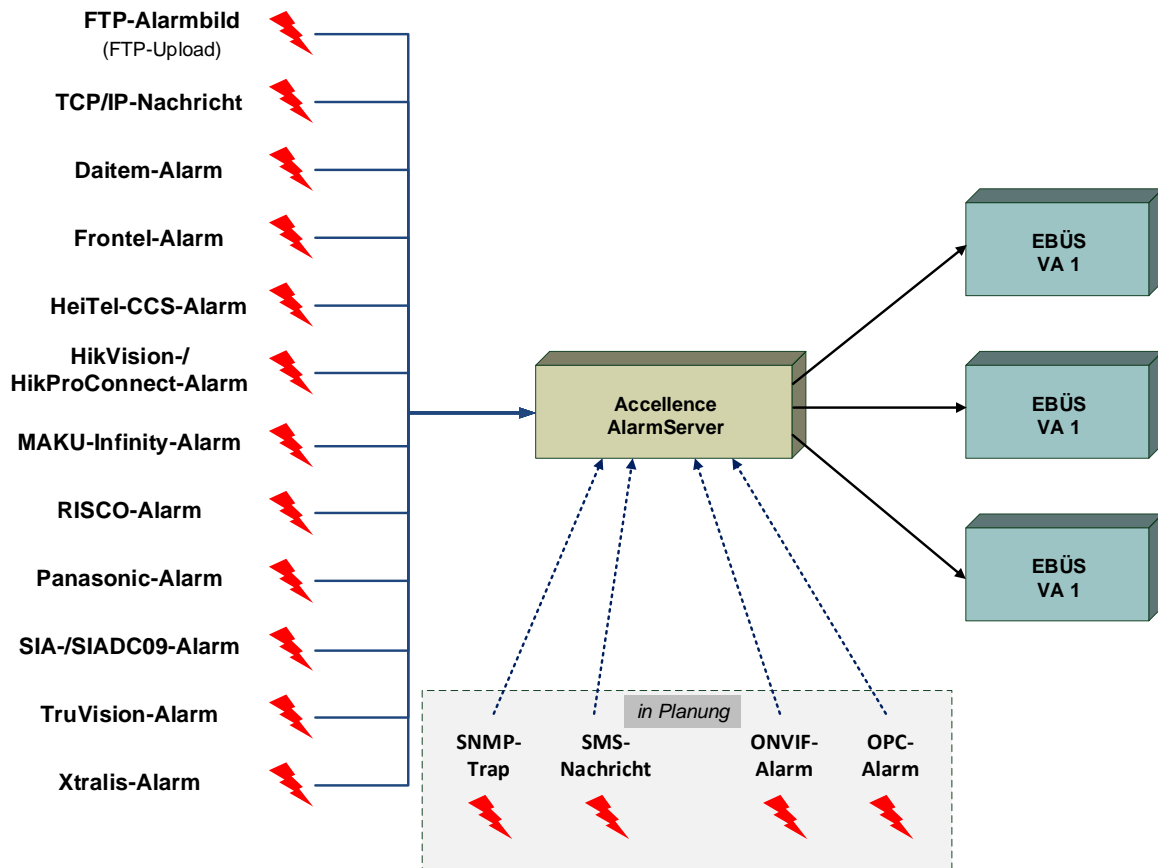 FTP-Alarmbild
(FTP-Upload)
TCP/IP-Nachricht
Daitem-Alarm
Frontel-Alarm
HeiTel-CCS-Alarm
HikVision-/
HikProConnect-Alarm
MAKU-Infinity-Alarm
RISCO-Alarm
Panasonic-Alarm
SIA-/SIADC09-Alarm
TruVision-Alarm
Xtralis-Alarm
Accellence
AlarmServer
EBÜS
VA 1
EBÜS
VA 1
EBÜS
VA 1
in Planung
SNMP-
Trap
SMS-
Nachricht
ONVIF-
Alarm
OPC-
Alarm